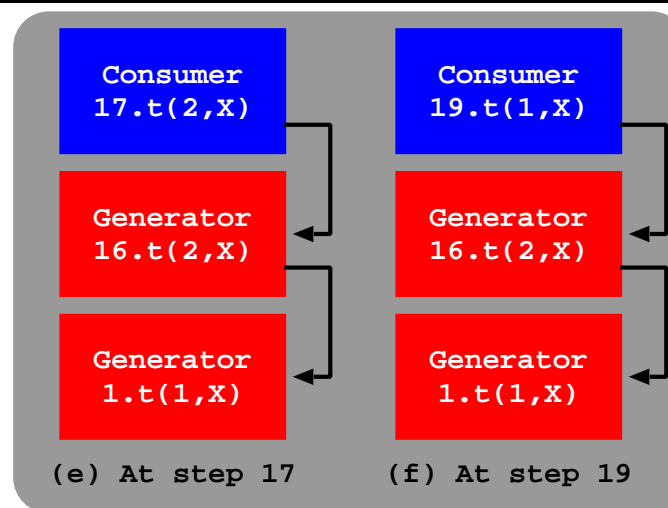 Consumer
17.t(2,X)
Generator
16.t(2,X)
Generator
1.t(1,X)
(e) At step 17
Consumer
19.t(1,X)
Generator
16.t(2,X)
Generator
1.t(1,X)
(f) At step 19